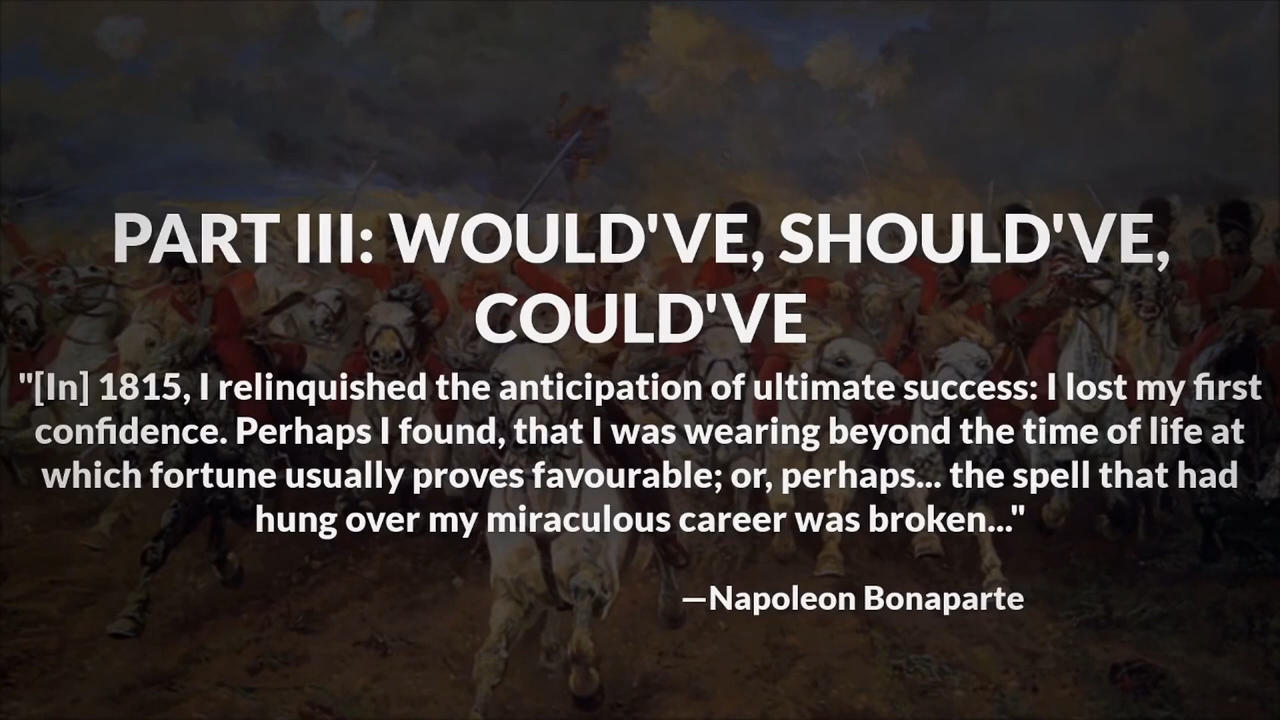 PART III: WOULD'VE, SHOULD'VE,
COULD'VE
"[In] 1815, I relinquished the anticipation of ultimate success: I lost my first
confidence. Perhaps I found, that I was wearing beyond the time of life at
which fortune usually proves favourable; or, perhaps... the spell that had
hung over my miraculous career was broken..."
—Napoleon Bonaparte